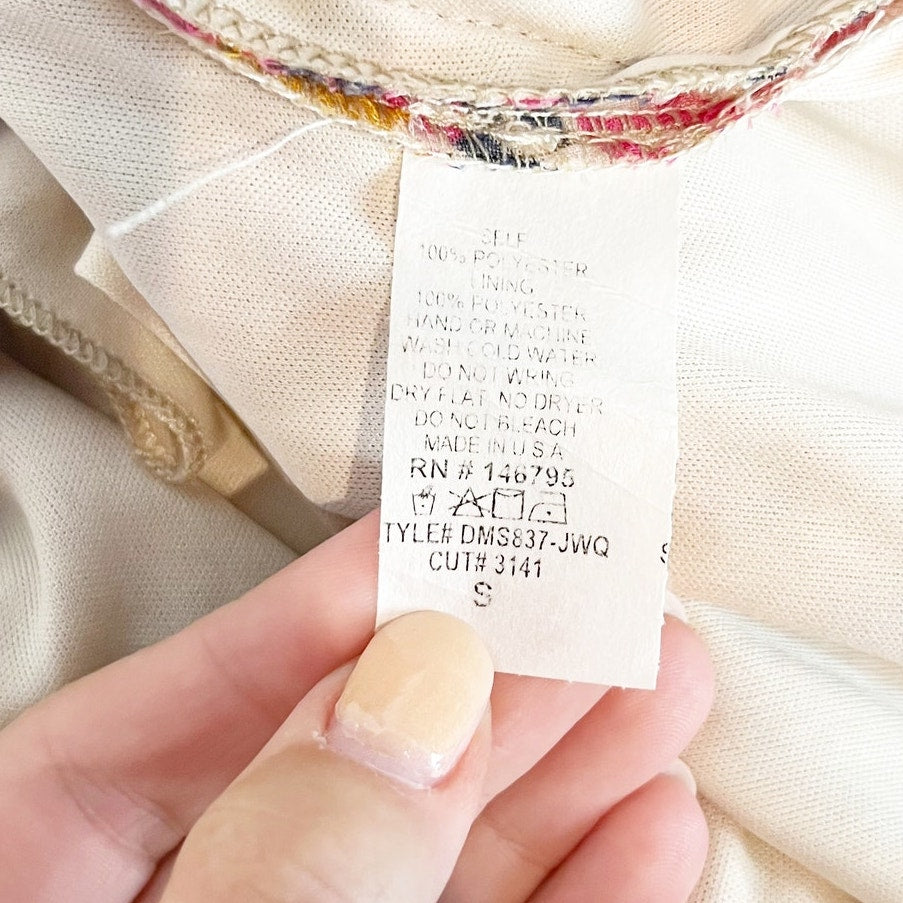 SELF
100% POLYESTER
LINING
100% POLYESTER
HAND OR MACHINE
WASH COLD WATER
DO NOT WRING
DRY FLAT NO DRYER
DO NOT BLEACH
MADE IN U S A
RN # 146795
TYLE# DMS837-JWQ
CUT# 3141
S